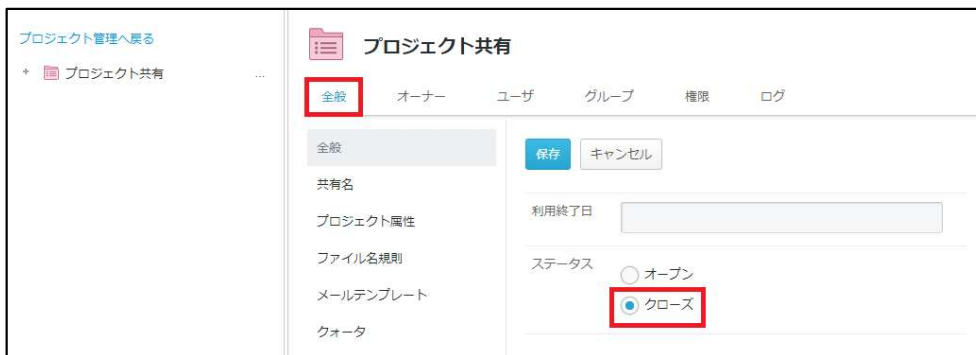 プロジェクト管理へ戻る
プロジェクト共有
...
プロジェクト共有
全般 オーナー ユーザ グループ 権限 ログ
全般
共有名
プロジェクト属性
ファイル名規則
メールテンプレート
クォータ
保存 キャンセル
利用終了日
ステータス
オープン
クローズ